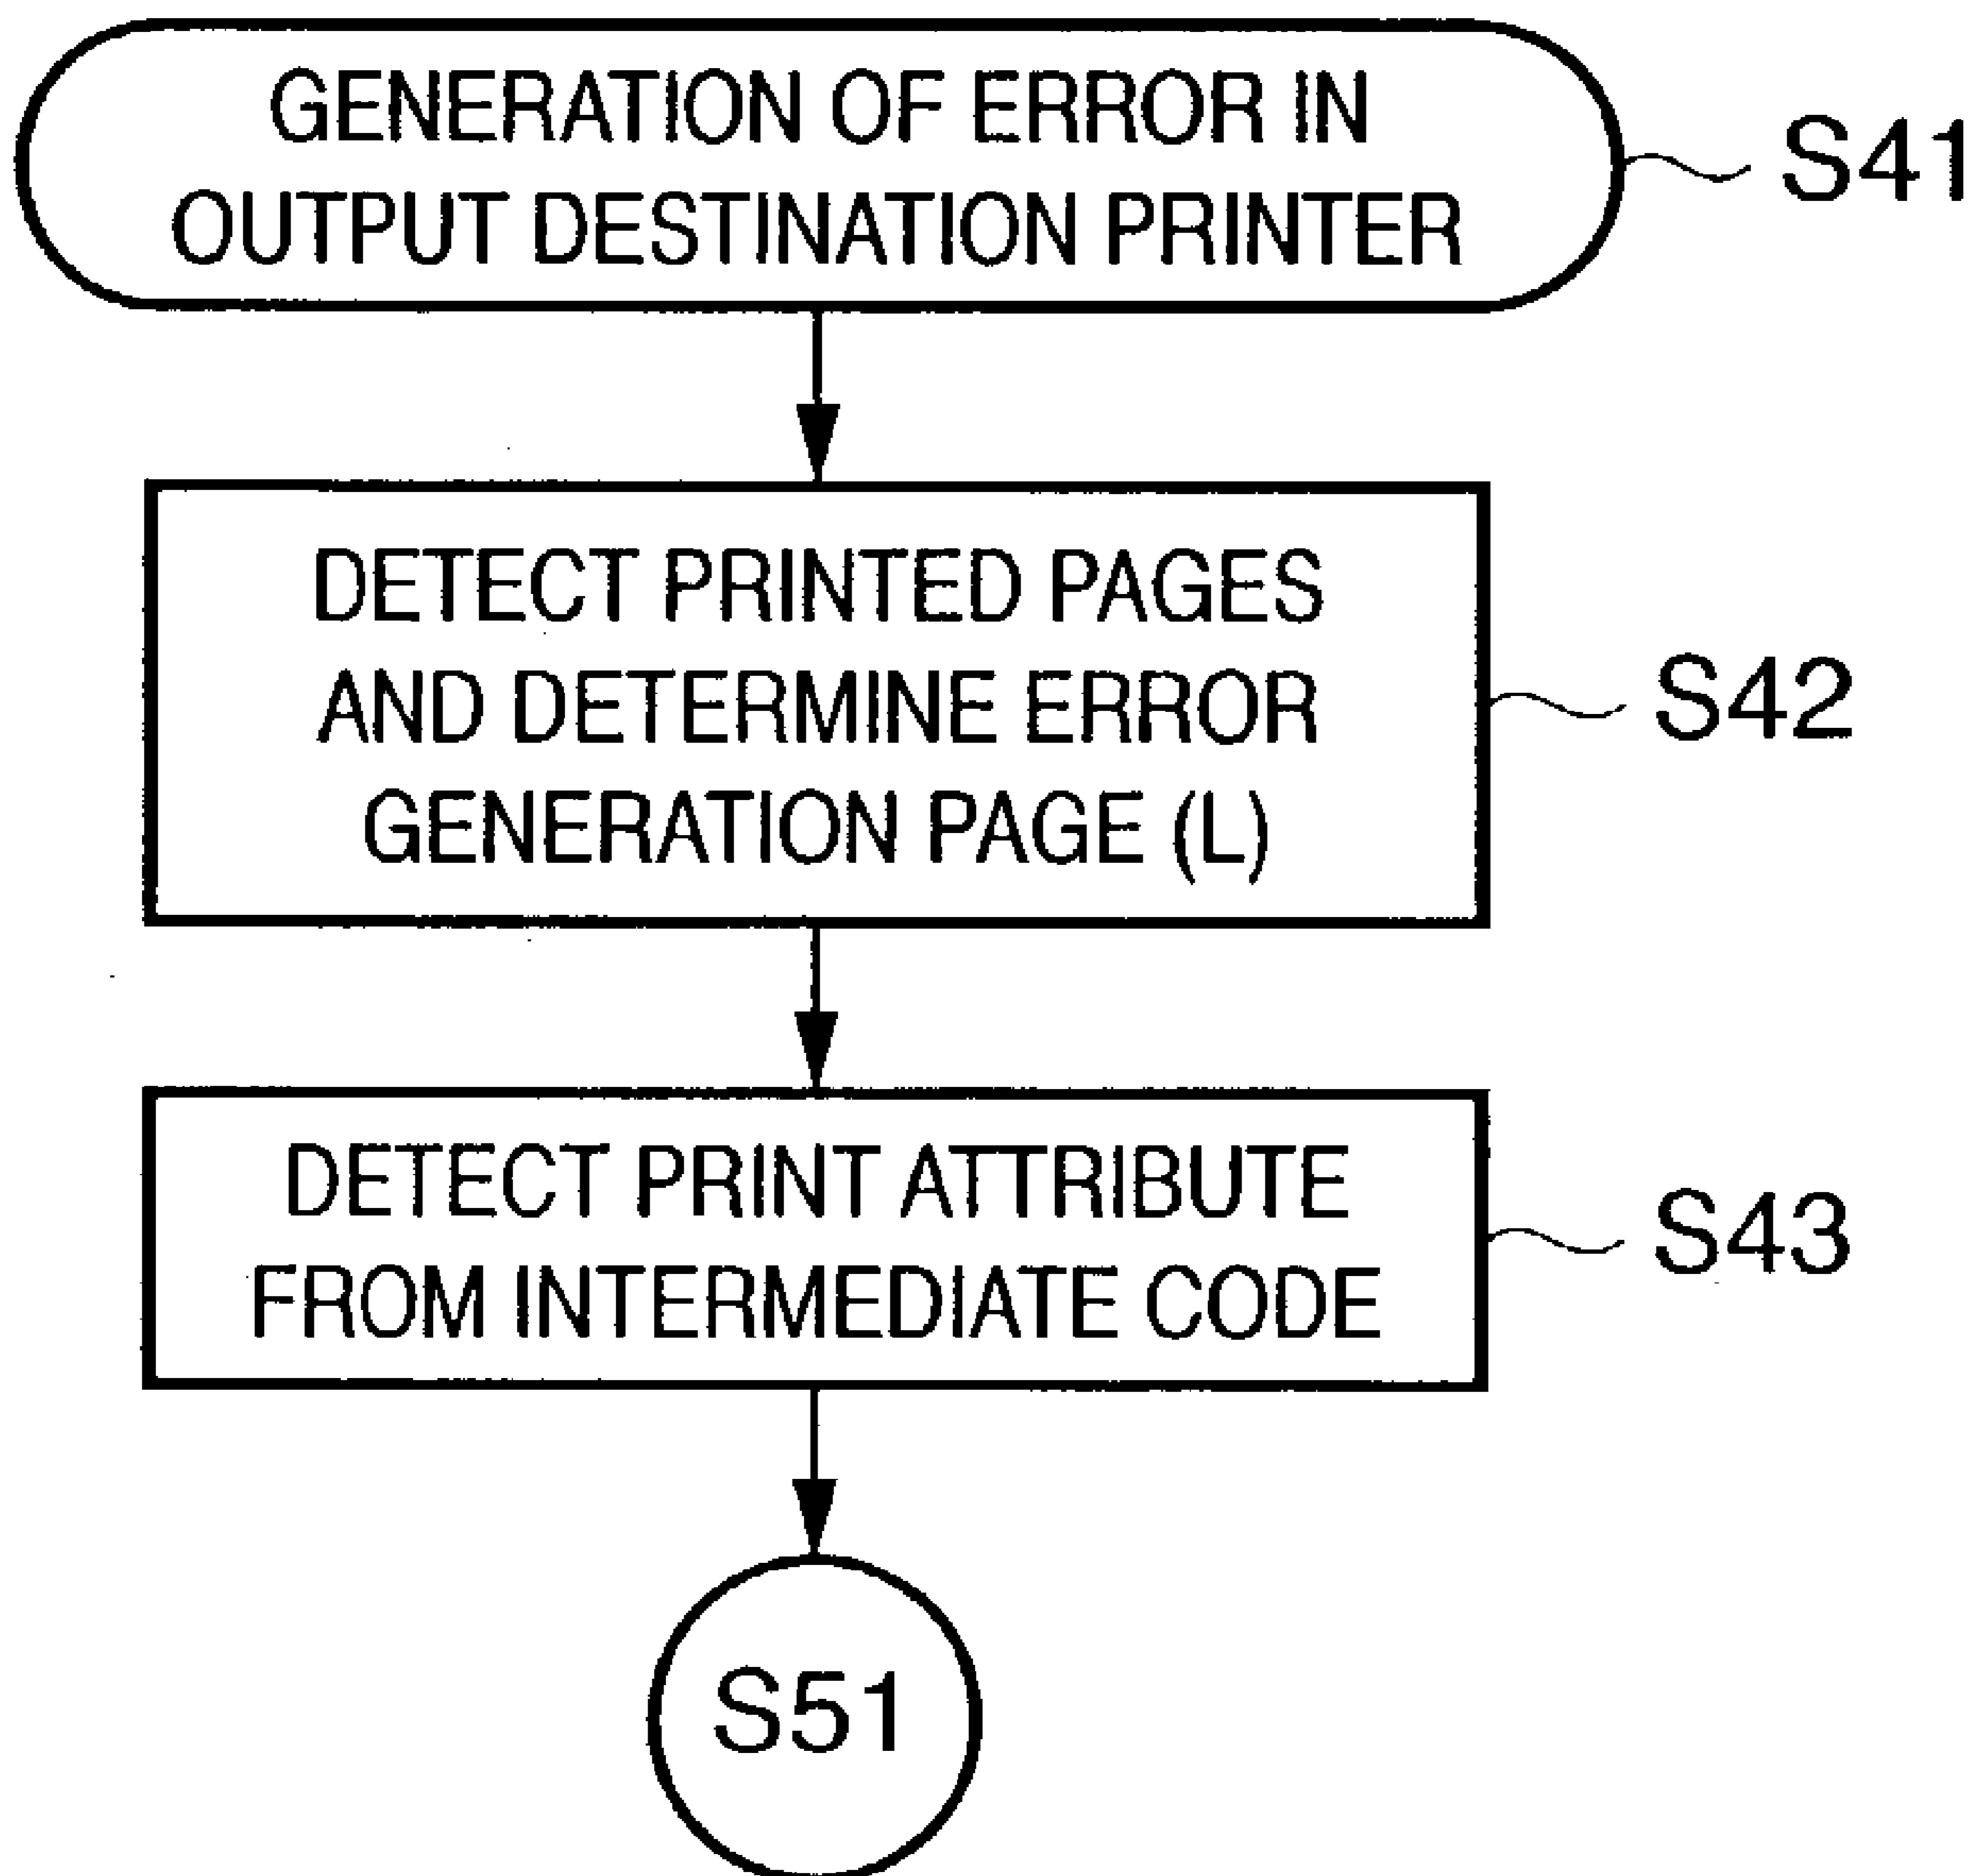 GENERATION OF ERROR IN
OUTPUT DESTINATION PRINTER
S41
DETECT PRINTED PAGES
AND DETERMINE ERROR
GENERATION PAGE (L)
S42
DETECT PRINT ATTRIBUTE
FROM INTERMEDIATE CODE
S43
S51